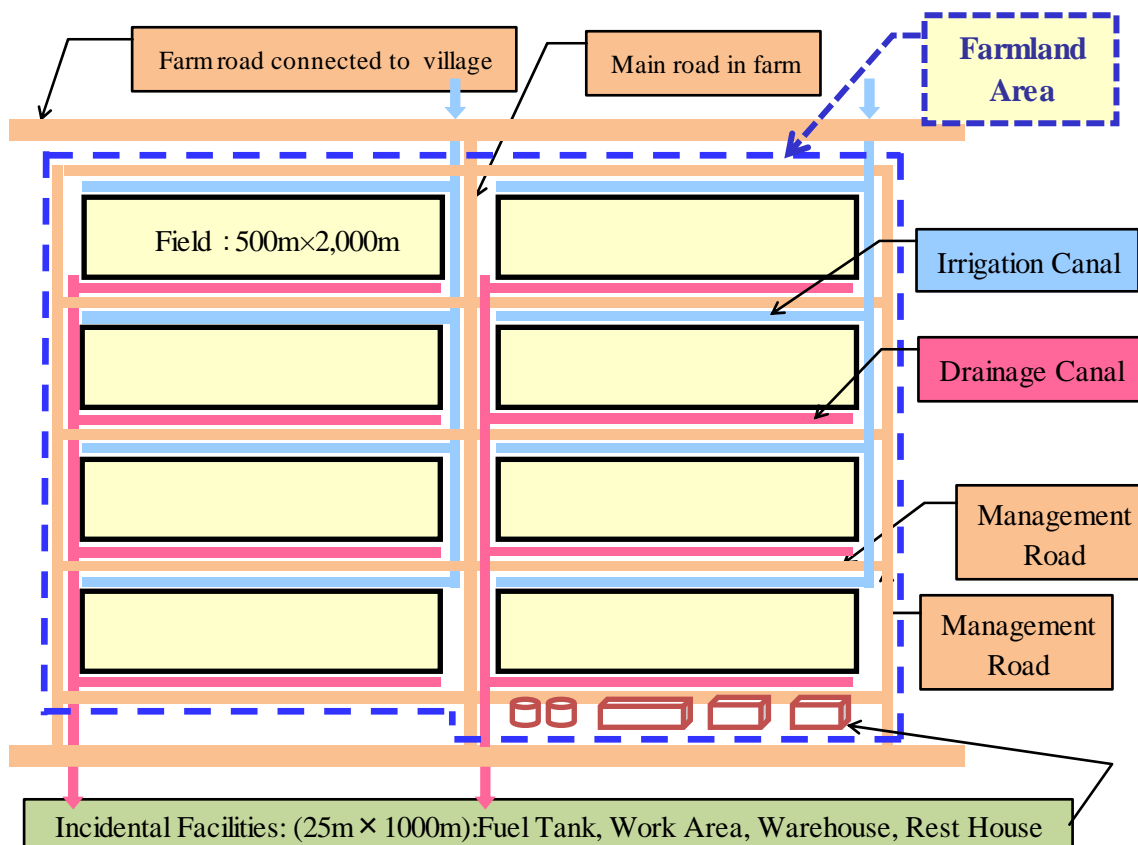 Farm road connected to village
Main road in farm
Farmland
Area
Field : 500m×2,000m
Irrigation Canal
Drainage Canal
Management
Road
Management
Road
Incidental Facilities: (25m × 1000m):Fuel Tank, Work Area, Warehouse, Rest House